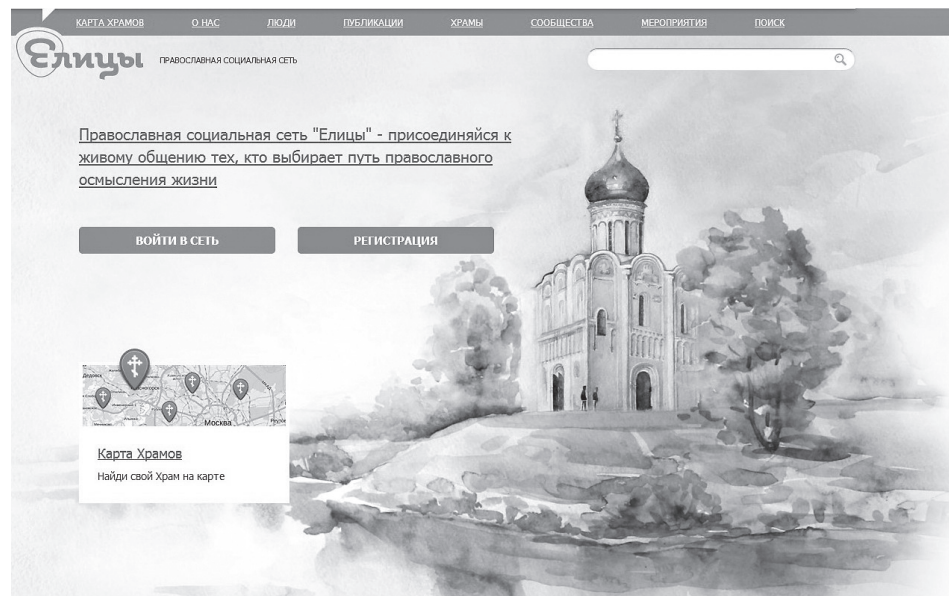 КАРТА ХРАМОВ О НАС ЛЮДИ ПУБЛИКАЦИИ ХРАМЫ СООБЩЕСТВА МЕРОПРИЯТИЯ ПОИСК
Елицы ПРАВОСЛАВНАЯ СОЦИАЛЬНАЯ СЕТЬ
Православная социальная сеть "Елицы" - присоединяйся к
живому общению тех, кто выбирает путь православного
осмысления жизни
ВОЙТИ В СЕТЬ РЕГИСТРАЦИЯ
Москва
Карта Храмов
Найди свой Храм на карте